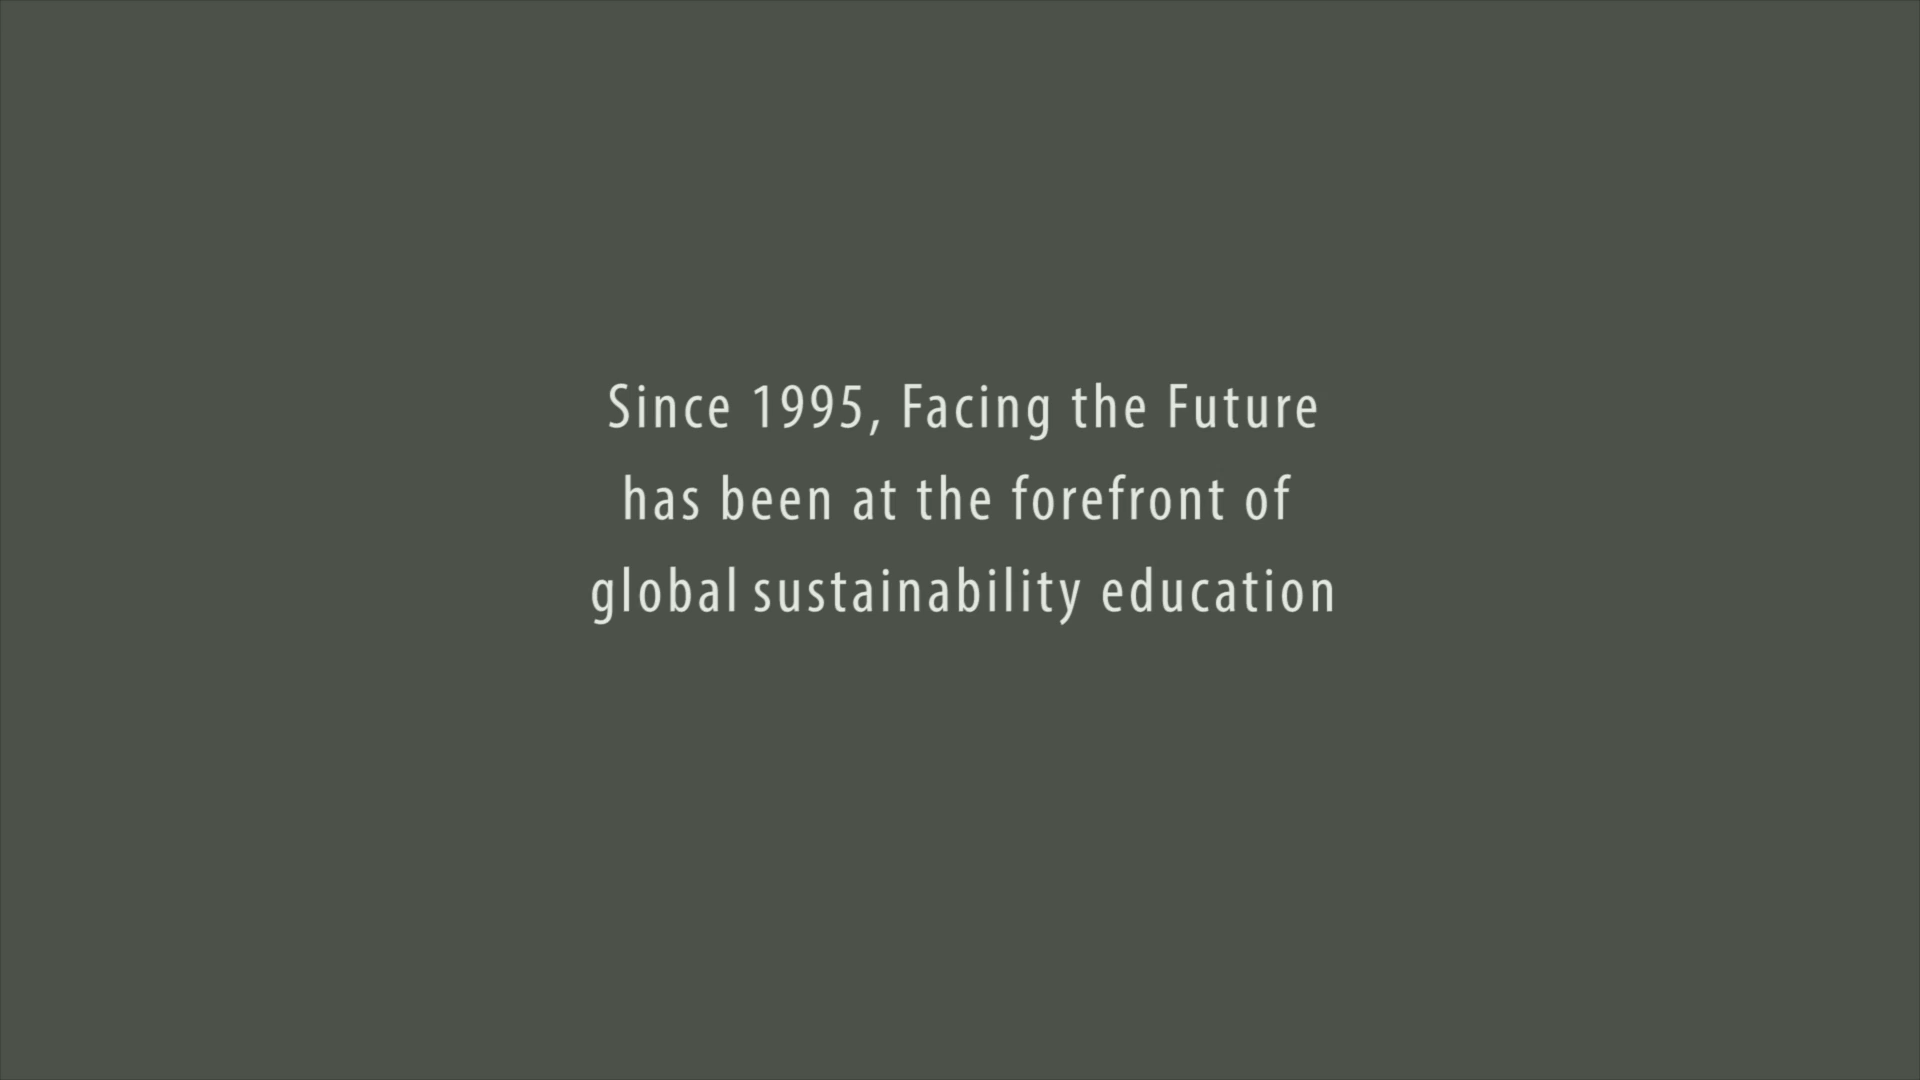 Since 1995, Facing the Future
has been at the forefront of
global sustainability education